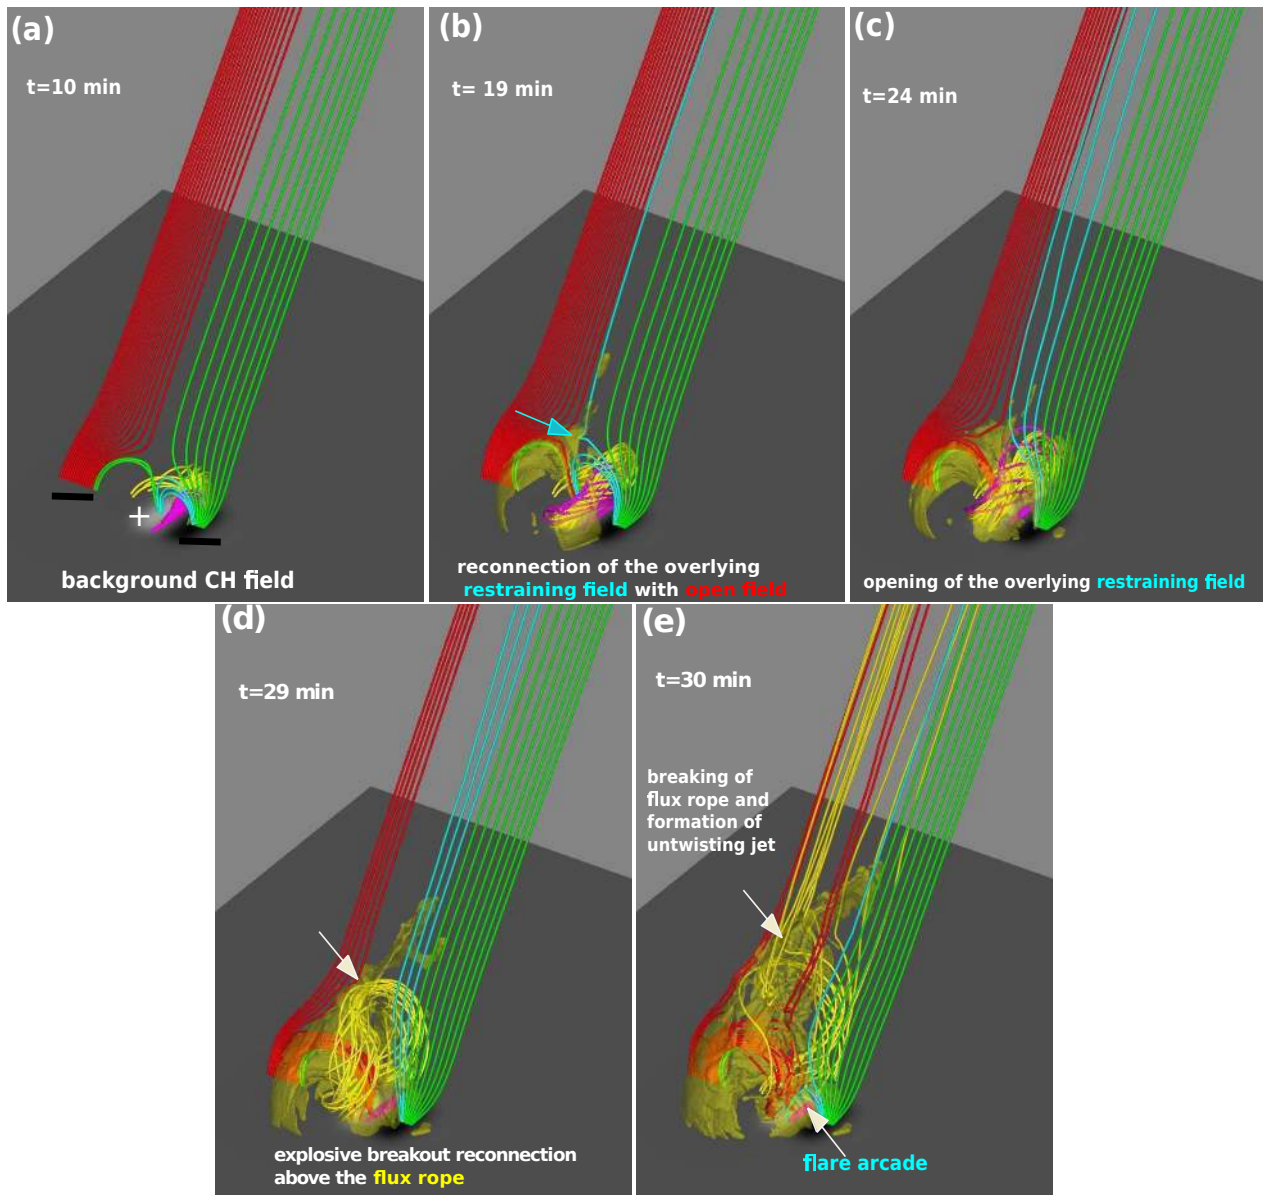 (a)
t=10 min
+
background CH field
(b)
t= 19 min
reconnection of the overlying
restraining field with open field
(c)
t=24 min
opening of the overlying restraining field
(d)
t=29 min
explosive breakout reconnection
above the flux rope
(e)
t=30 min
breaking of
flux rope and
formation of
untwisting jet
flare arcade